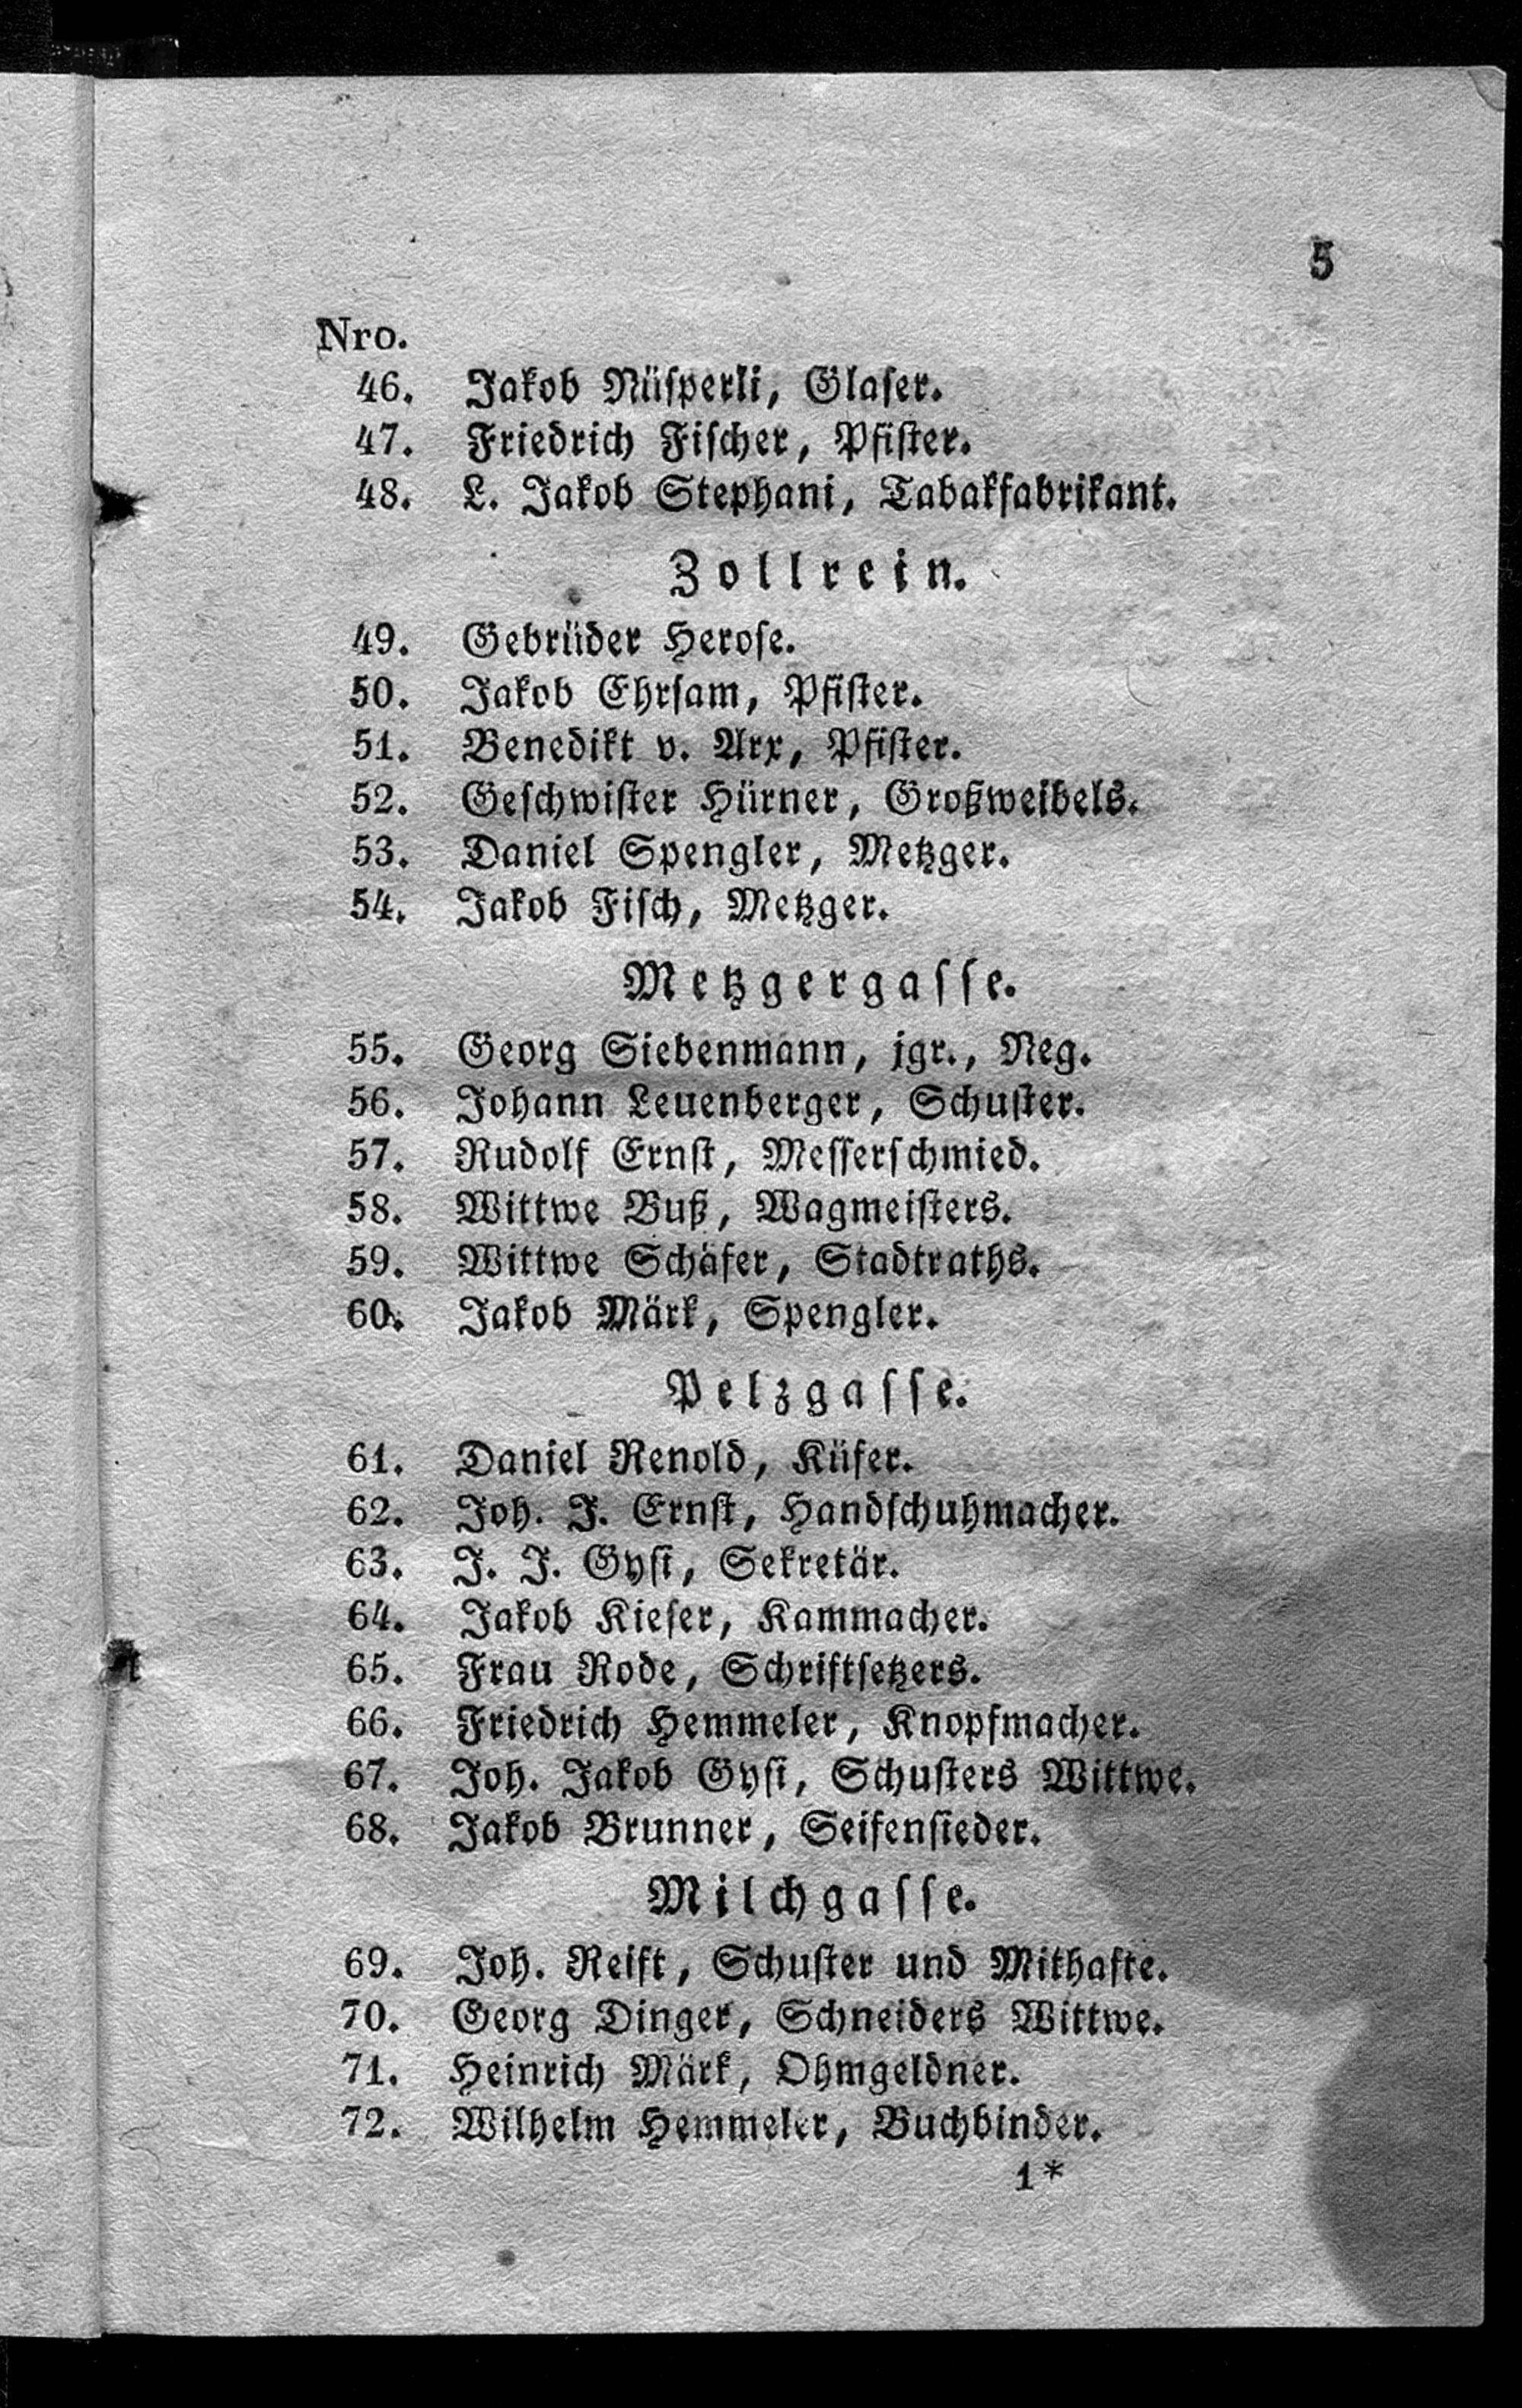 5
Nro.
46. Jakob Nüsperli, Glaser.
47. Friedrich Fischer, Pfister.
48. L. Jakob Stephani, Tabakfabrikant.
Zollrein.
49. Gebrüder Herose.
50. Jakob Ehrsam, Pfister.
51. Benedikt v. Arx, Pfister.
52. Geschwister Hürner, Großweibels.
53. Daniel Spengler, Metzger.
54. Jakob Fisch, Metzger.
Metzgergasse.
55. Georg Siebenmann, jgr., Neg.
56. Johann Leuenberger, Schuster.
57. Rudolf Ernst, Messerschmied.
58. Wittwe Buß, Wagmeisters.
59. Wittwe Schäfer, Stadtraths.
60. Jakob Märk, Spengler.
Pelzgasse.
61. Daniel Renold, Küfer.
62. Joh. J. Ernst, Handschuhmacher.
63. J. J. Gysi, Sekretär.
64. Jakob Kieser, Kammacher.
65. Frau Rode, Schriftsetzers.
66. Friedrich Hemmeler, Knopfmacher.
67. Joh. Jakob Gysi, Schusters Wittwe.
68. Jakob Brunner, Seifensieder.
Milchgasse.
69. Joh. Reift, Schuster und Mithafte.
70. Georg Dinger, Schneiders Wittwe.
71. Heinrich Märk, Ohmgeldner.
72. Wilhelm Hemmeler, Buchbinder.
1*